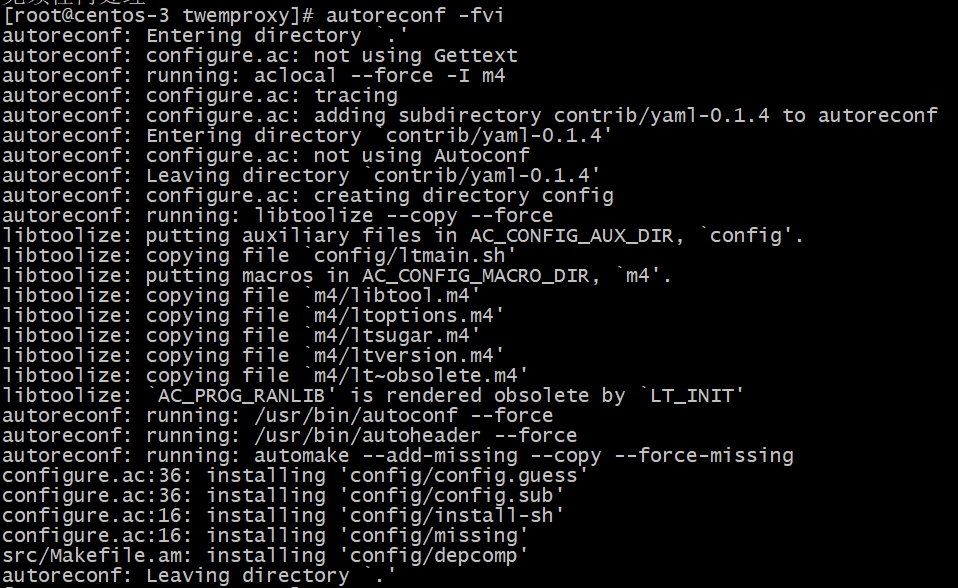 [root@centos-3 twemproxy]# autoreconf -fvi
autoreconf: Entering directory `.'
autoreconf: configure.ac: not using Gettext
autoreconf: running: aclocal --force -I m4
autoreconf: configure.ac: tracing
autoreconf: configure.ac: adding subdirectory contrib/yaml-0.1.4 to autoreconf
autoreconf: Entering directory `contrib/yaml-0.1.4'
autoreconf: configure.ac: not using Autoconf
autoreconf: Leaving directory `contrib/yaml-0.1.4'
autoreconf: configure.ac: creating directory config
autoreconf: running: libtoolize --copy --force
libtoolize: putting auxiliary files in AC_CONFIG_AUX_DIR, `config'.
libtoolize: copying file `config/ltmain.sh'
libtoolize: putting macros in AC_CONFIG_MACRO_DIR, `m4'.
libtoolize: copying file `m4/libtool.m4'
libtoolize: copying file `m4/ltoptions.m4'
libtoolize: copying file `m4/ltsugar.m4'
libtoolize: copying file `m4/ltversion.m4'
libtoolize: copying file `m4/lt~obsolete.m4'
libtoolize: `AC_PROG_RANLIB' is rendered obsolete by `LT_INIT'
autoreconf: running: /usr/bin/autoconf --force
autoreconf: running: /usr/bin/autoheader --force
autoreconf: running: automake --add-missing --copy --force-missing
configure.ac:36: installing 'config/config.guess'
configure.ac:36: installing 'config/config.sub'
configure.ac:16: installing 'config/install-sh'
configure.ac:16: installing 'config/missing'
src/Makefile.am: installing 'config/depcomp'
autoreconf: Leaving directory `.'